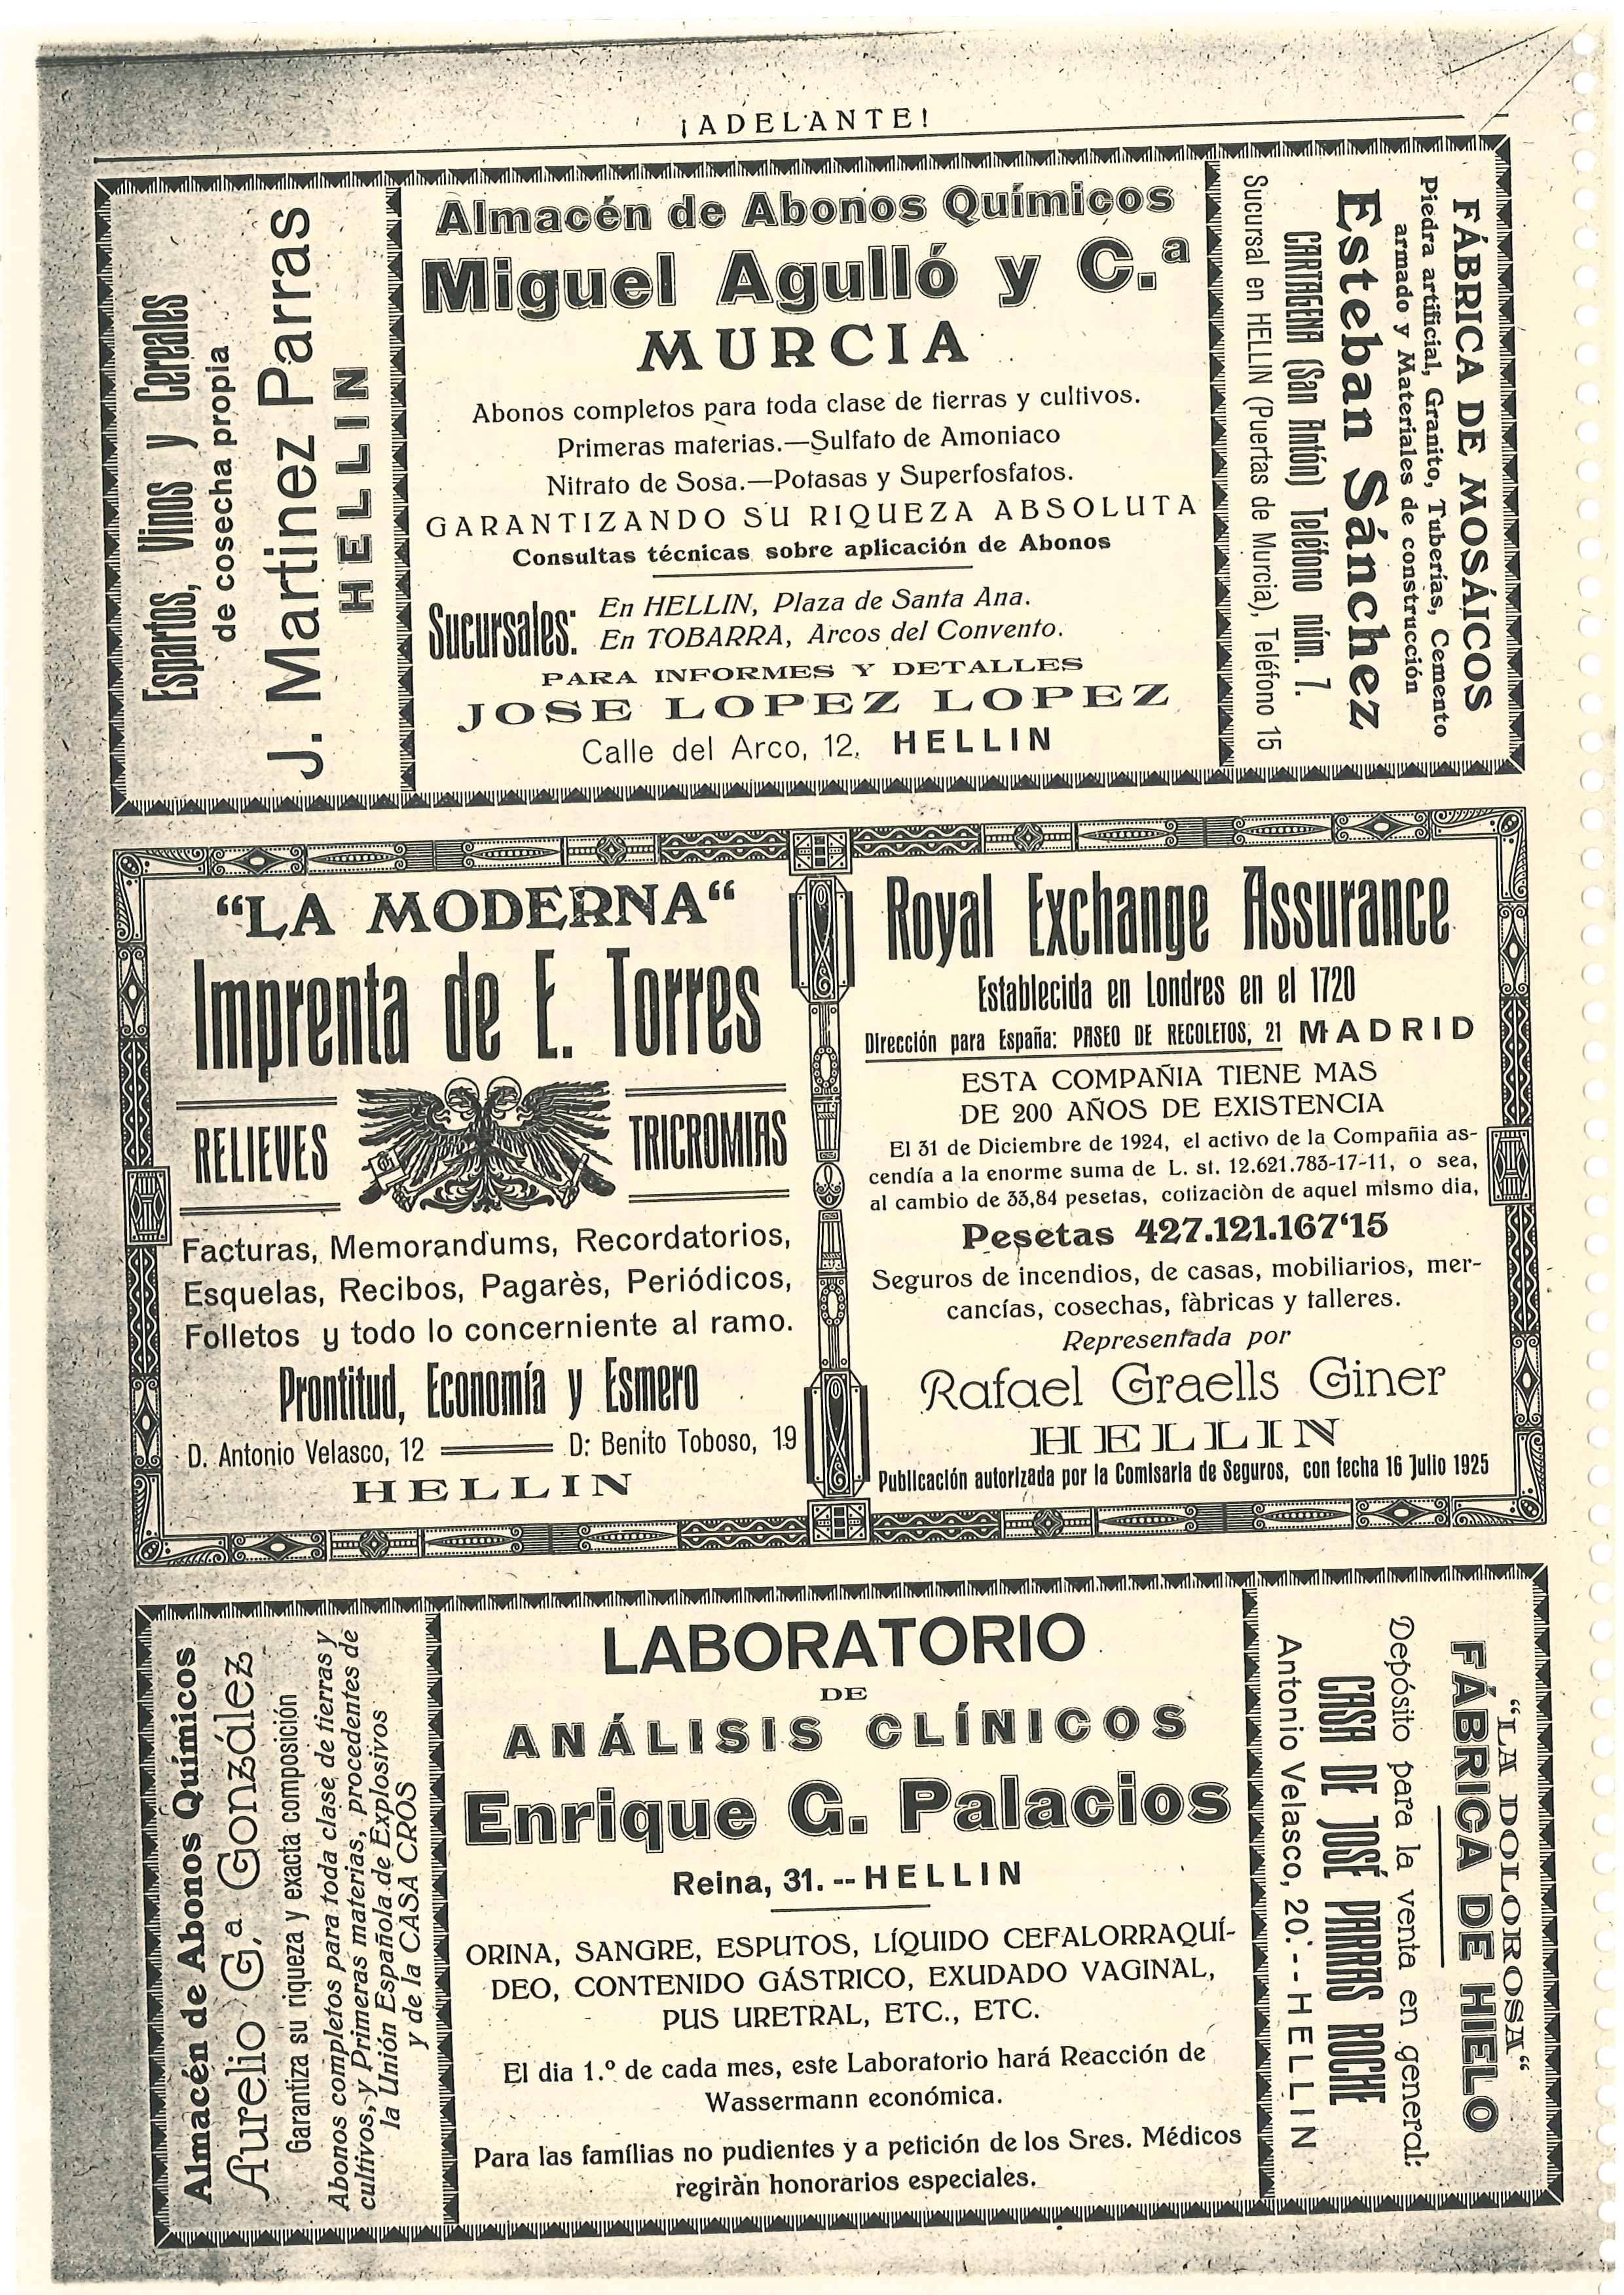 ¡ADELANTE!
Espartos, Vinos y Cereales
de cosecha propia
J. Martinez Parras
HELLIN
Almacén de Abonos Químicos
Miguel Agulló y C.ª
MURCIA
Abonos completos para toda clase de tierras y cultivos.
Primeras materias.—Sulfato de Amoniaco
Nitrato de Sosa.—Potasas y Superfosfatos.
GARANTIZANDO SU RIQUEZA ABSOLUTA
Consultas técnicas sobre aplicación de Abonos
Sucursales:
En HELLIN, Plaza de Santa Ana.
En TOBARRA, Arcos del Convento.
PARA INFORMES Y DETALLES
JOSE LOPEZ LOPEZ
Calle del Arco, 12, HELLIN
FÁBRICA DE MOSÁICOS
Piedra artificial, Granito, Tuberías, Cemento
armado y Materiales de construcción
Esteban Sánchez
CARTAGENA (San Antón) Teléfono núm. 7.
Sucursal en HELLIN (Puertas de Murcia), Teléfono 15
“LA MODERNA“
Imprenta de E. Torres
RELIEVES
TRICROMIAS
Facturas, Memorandums, Recordatorios,
Esquelas, Recibos, Pagarès, Periódicos,
Folletos y todo lo concerniente al ramo.
Prontitud, Economía y Esmero
D. Antonio Velasco, 12 ——— D: Benito Toboso, 19
HELLIN
Royal Exchange Assurance
Establecida en Londres en el 1720
Dirección para España: PASEO DE RECOLETOS, 21 MADRID
ESTA COMPAÑIA TIENE MAS
DE 200 AÑOS DE EXISTENCIA
El 31 de Diciembre de 1924, el activo de la Compañia as-
cendía a la enorme suma de L. st. 12.621.783-17-11, o sea,
al cambio de 33,84 pesetas, cotizaciòn de aquel mismo dia,
Pesetas 427.121.167‘15
Seguros de incendios, de casas, mobiliarios, mer-
cancías, cosechas, fàbricas y talleres.
Representada por
Rafael Graells Giner
HELLIN
Publicación autorizada por la Comisaria de Seguros, con fecha 16 Julio 1925
Almacén de Abonos Químicos
Aurelio G.ª González
Garantiza su riqueza y exacta composición
Abonos completos para toda clase de tierras y
cultivos, y Primeras materias, procedentes de
la Unión Española de Explosivos
y de la CASA CROS
LABORATORIO
DE
ANÁLISIS CLÍNICOS
Enrique G. Palacios
Reina, 31. -- HELLIN
ORINA, SANGRE, ESPUTOS, LÍQUIDO CEFALORRAQUÍ-
DEO, CONTENIDO GÁSTRICO, EXUDADO VAGINAL,
PUS URETRAL, ETC., ETC.
El dia 1.º de cada mes, este Laboratorio hará Reacción de
Wassermann económica.
Para las famílias no pudientes y a petición de los Sres. Médicos
regiràn honorarios especiales.
“LA DOLOROSA“
FÁBRICA DE HIELO
Depósito para la venta en general:
CASA DE JOSÉ PARRAS ROCHE
Antonio Velasco, 20.--HELLIN